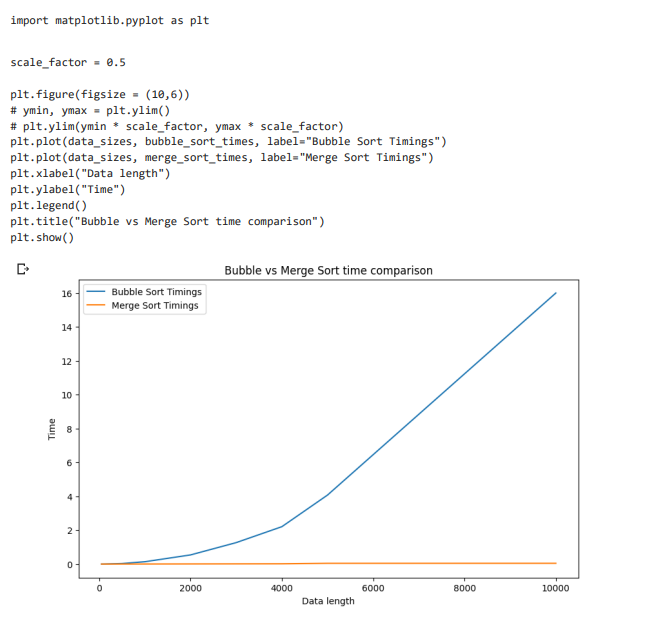 import matplotlib.pyplot as plt
scale_factor = 0.5
plt.figure(figsize = (10,6))
# ymin, ymax = plt.ylim()
# plt.ylim(ymin * scale_factor, ymax * scale_factor)
plt.plot(data_sizes, bubble_sort_times, label="Bubble Sort Timings")
plt.plot(data_sizes, merge_sort_times, label="Merge Sort Timings")
plt.xlabel("Data length")
plt.ylabel("Time")
plt.legend()
plt.title("Bubble vs Merge Sort time comparison")
plt.show()
Bubble vs Merge Sort time comparison
Bubble Sort Timings
Merge Sort Timings
16
14
12
10
8
6
4
2
0
Time
0 2000 4000 6000 8000 10000
Data length